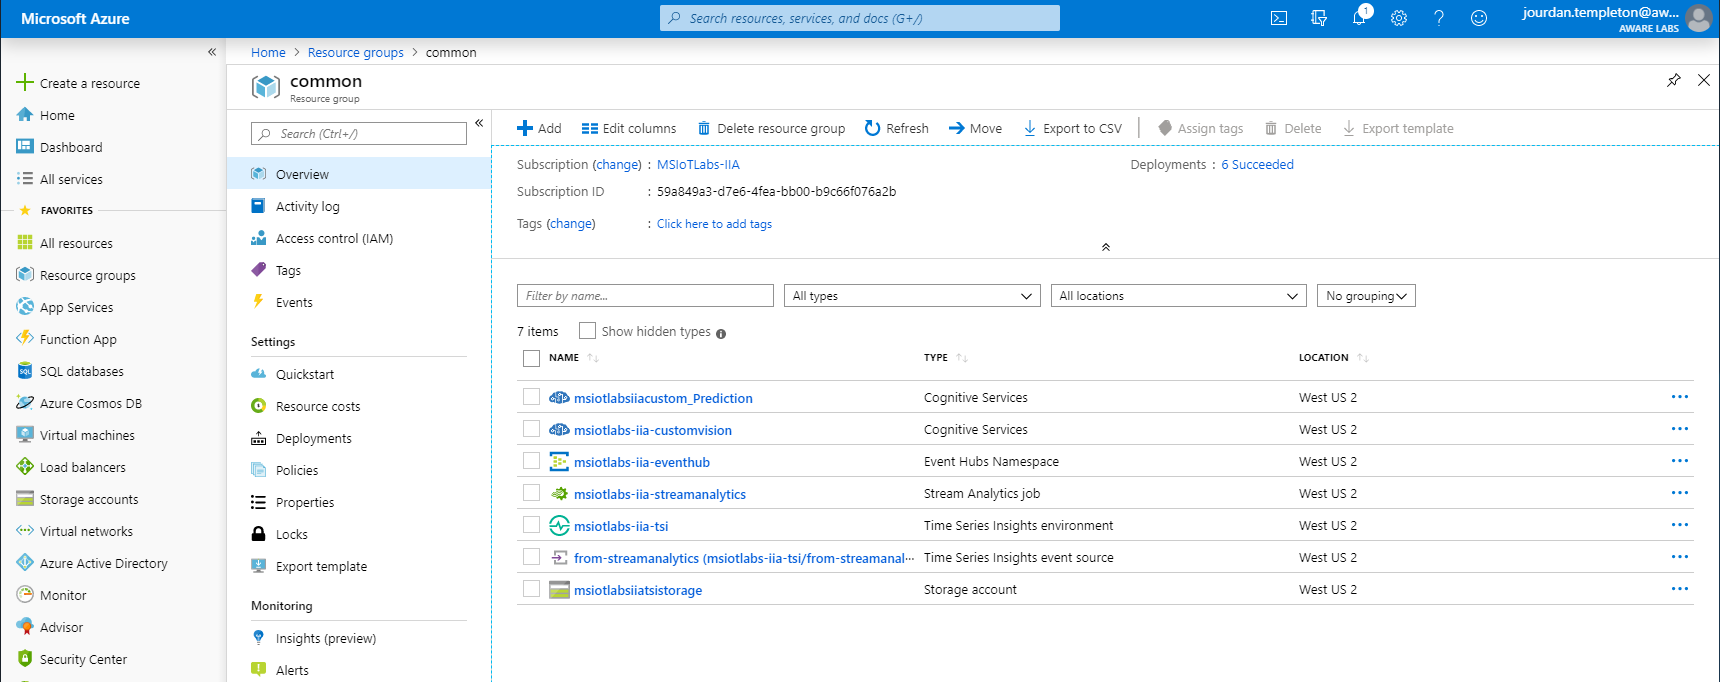 Microsoft Azure
Search resources, services, and docs (G+/)
1
jourdan.templeton@aw...
AWARE LABS
«
Create a resource
Home
Dashboard
All services
FAVORITES
All resources
Resource groups
App Services
Function App
SQL databases
Azure Cosmos DB
Virtual machines
Load balancers
Storage accounts
Virtual networks
Azure Active Directory
Monitor
Advisor
Security Center
Home > Resource groups > common
common
Resource group
Search (Ctrl+/)
«
Overview
Activity log
Access control (IAM)
Tags
Events
Settings
Quickstart
Resource costs
Deployments
Policies
Properties
Locks
Export template
Monitoring
Insights (preview)
Alerts
Add Edit columns Delete resource group Refresh Move Export to CSV Assign tags Delete Export template
Subscription (change) : MSIoTLabs-IIA
Deployments : 6 Succeeded
Subscription ID : 59a849a3-d7e6-4fea-bb00-b9c66f076a2b
Tags (change) : Click here to add tags
Filter by name... All types All locations No grouping
7 items Show hidden types
NAME TYPE LOCATION
msiotlabsiiacustom_Prediction Cognitive Services West US 2 ...
msiotlabs-iia-customvision Cognitive Services West US 2 ...
msiotlabs-iia-eventhub Event Hubs Namespace West US 2 ...
msiotlabs-iia-streamanalytics Stream Analytics job West US 2 ...
msiotlabs-iia-tsi Time Series Insights environment West US 2 ...
from-streamanalytics (msiotlabs-iia-tsi/from-streamanal... Time Series Insights event source West US 2 ...
msiotlabsiiatsistorage Storage account West US 2 ...